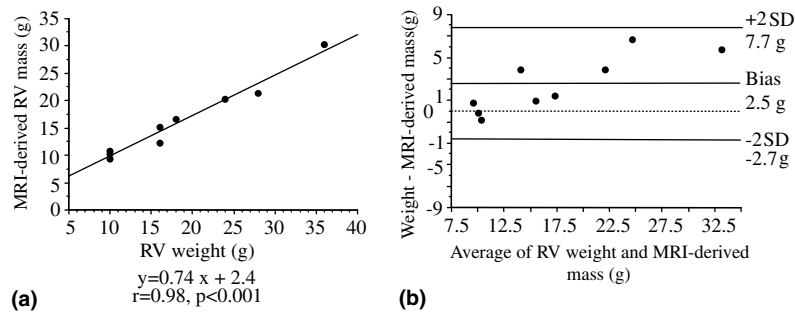 35
30
25
20
15
10
5
0
MRI-derived RV mass (g)
5 10 15 20 25 30 35 40
RV weight (g)
y=0.74 x + 2.4
r=0.98, p<0.001
(a)
9
5
1
0
-1
-5
-9
Weight - MRI-derived mass(g)
+2 SD
7.7 g
Bias
2.5 g
-2SD
-2.7g
7.5 12.5 17.5 22.5 27.5 32.5
Average of RV weight and MRI-derived
mass (g)
(b)